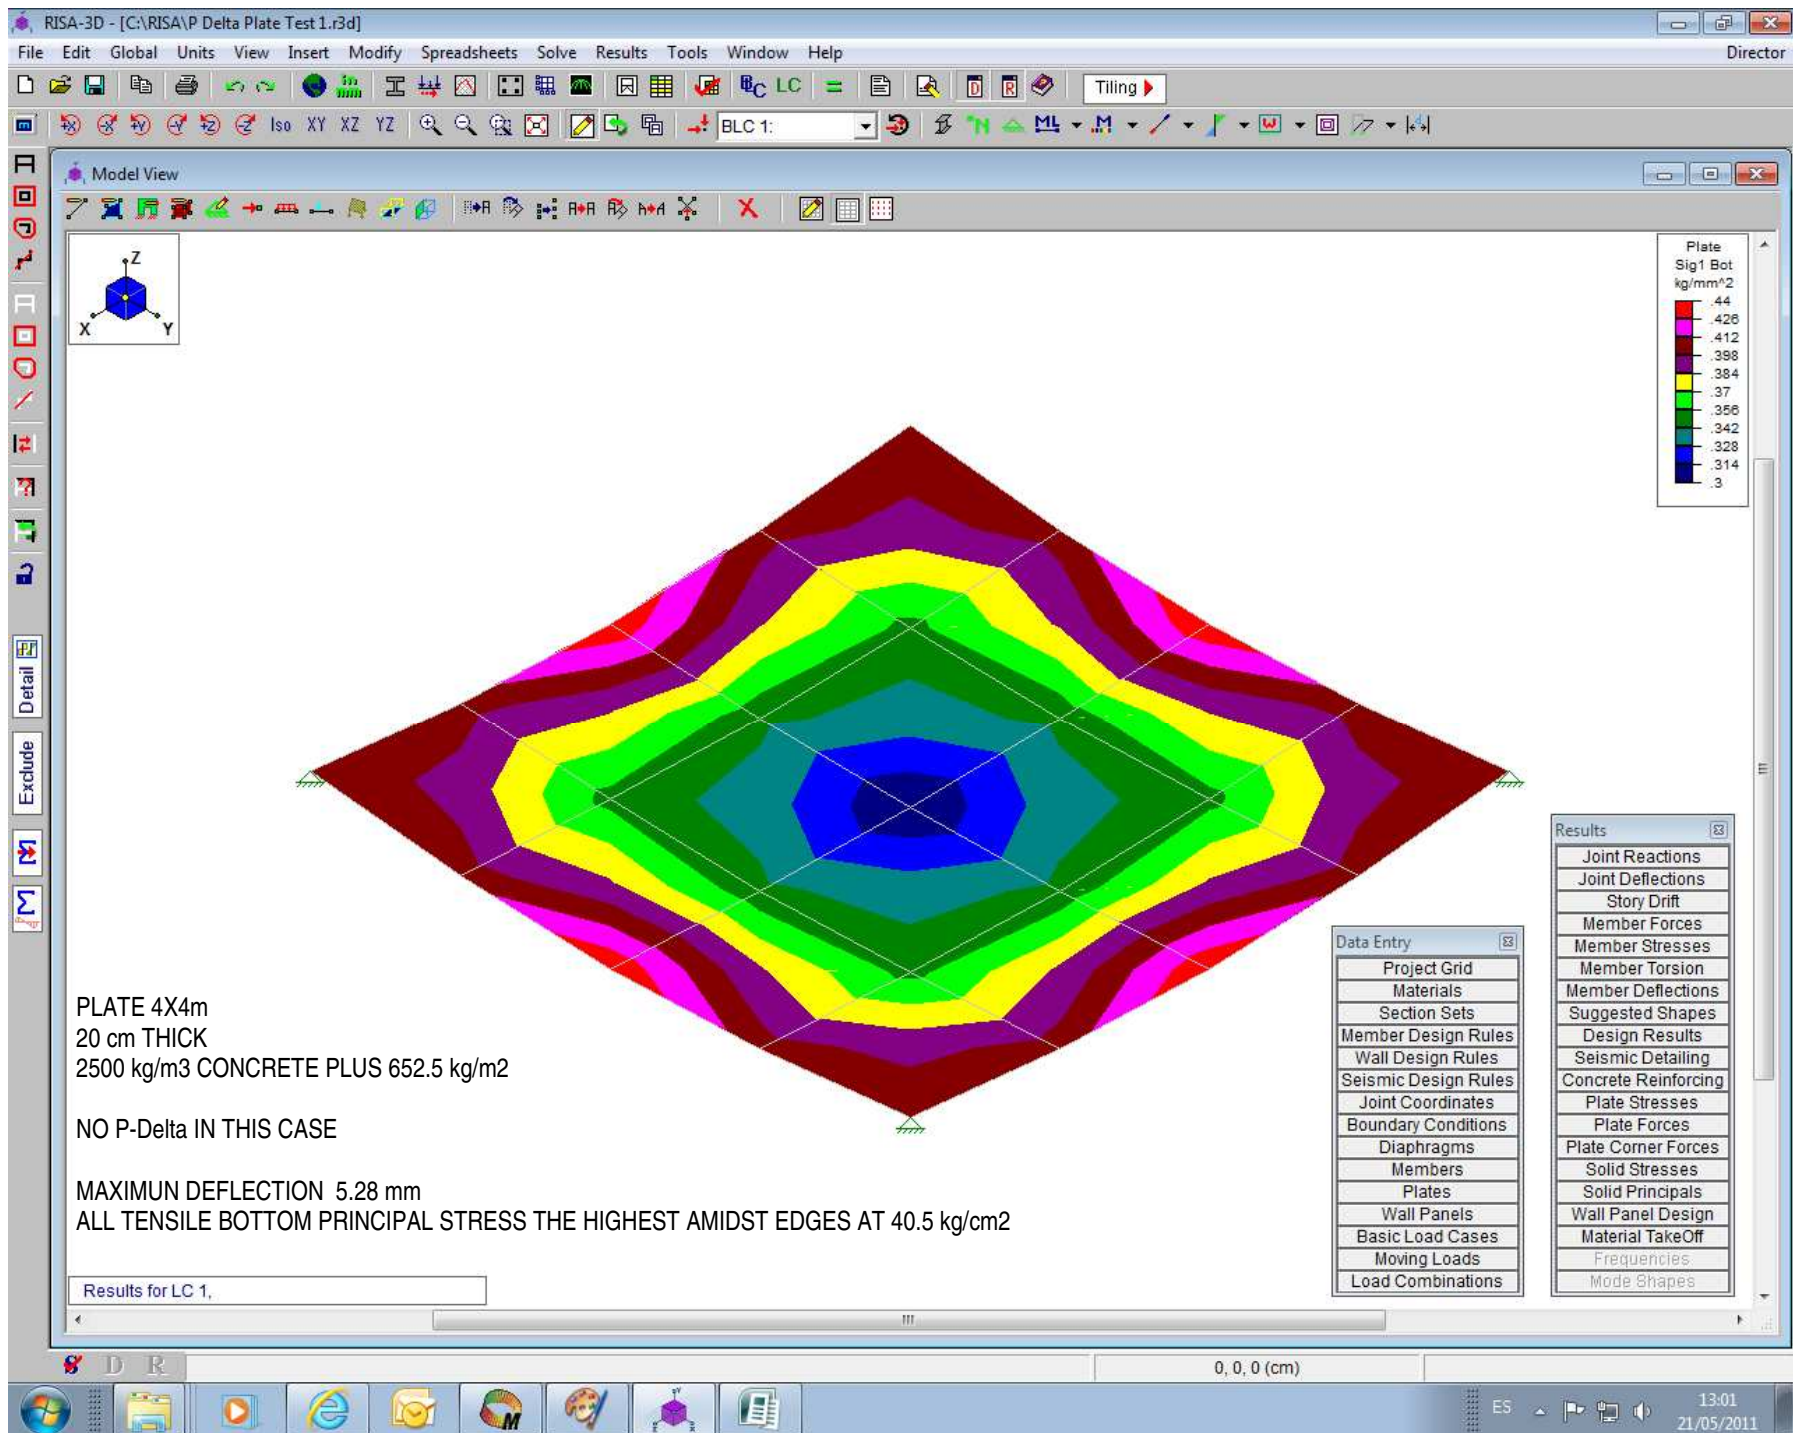 RISA-3D - [C:\RISA\P Delta Plate Test 1.r3d]
File Edit Global Units View Insert Modify Spreadsheets Solve Results Tools Window Help Director
BC LC = D R Tiling
+X -X +Y -Y +Z -Z Iso XY XZ YZ BLC 1: N ML M W
Model View
Z
X Y
Plate
Sig1 Bot
kg/mm^2
.44
.426
.412
.398
.384
.37
.356
.342
.328
.314
.3
Detail
Exclude
PLATE 4X4m
20 cm THICK
2500 kg/m3 CONCRETE PLUS 652.5 kg/m2
NO P-Delta IN THIS CASE
MAXIMUN DEFLECTION 5.28 mm
ALL TENSILE BOTTOM PRINCIPAL STRESS THE HIGHEST AMIDST EDGES AT 40.5 kg/cm2
Results for LC 1,
Data Entry
Project Grid
Materials
Section Sets
Member Design Rules
Wall Design Rules
Seismic Design Rules
Joint Coordinates
Boundary Conditions
Diaphragms
Members
Plates
Wall Panels
Basic Load Cases
Moving Loads
Load Combinations
Results
Joint Reactions
Joint Deflections
Story Drift
Member Forces
Member Stresses
Member Torsion
Member Deflections
Suggested Shapes
Design Results
Seismic Detailing
Concrete Reinforcing
Plate Stresses
Plate Forces
Plate Corner Forces
Solid Stresses
Solid Principals
Wall Panel Design
Material TakeOff
Frequencies
Mode Shapes
S D R
0, 0, 0 (cm)
ES
13:01
21/05/2011